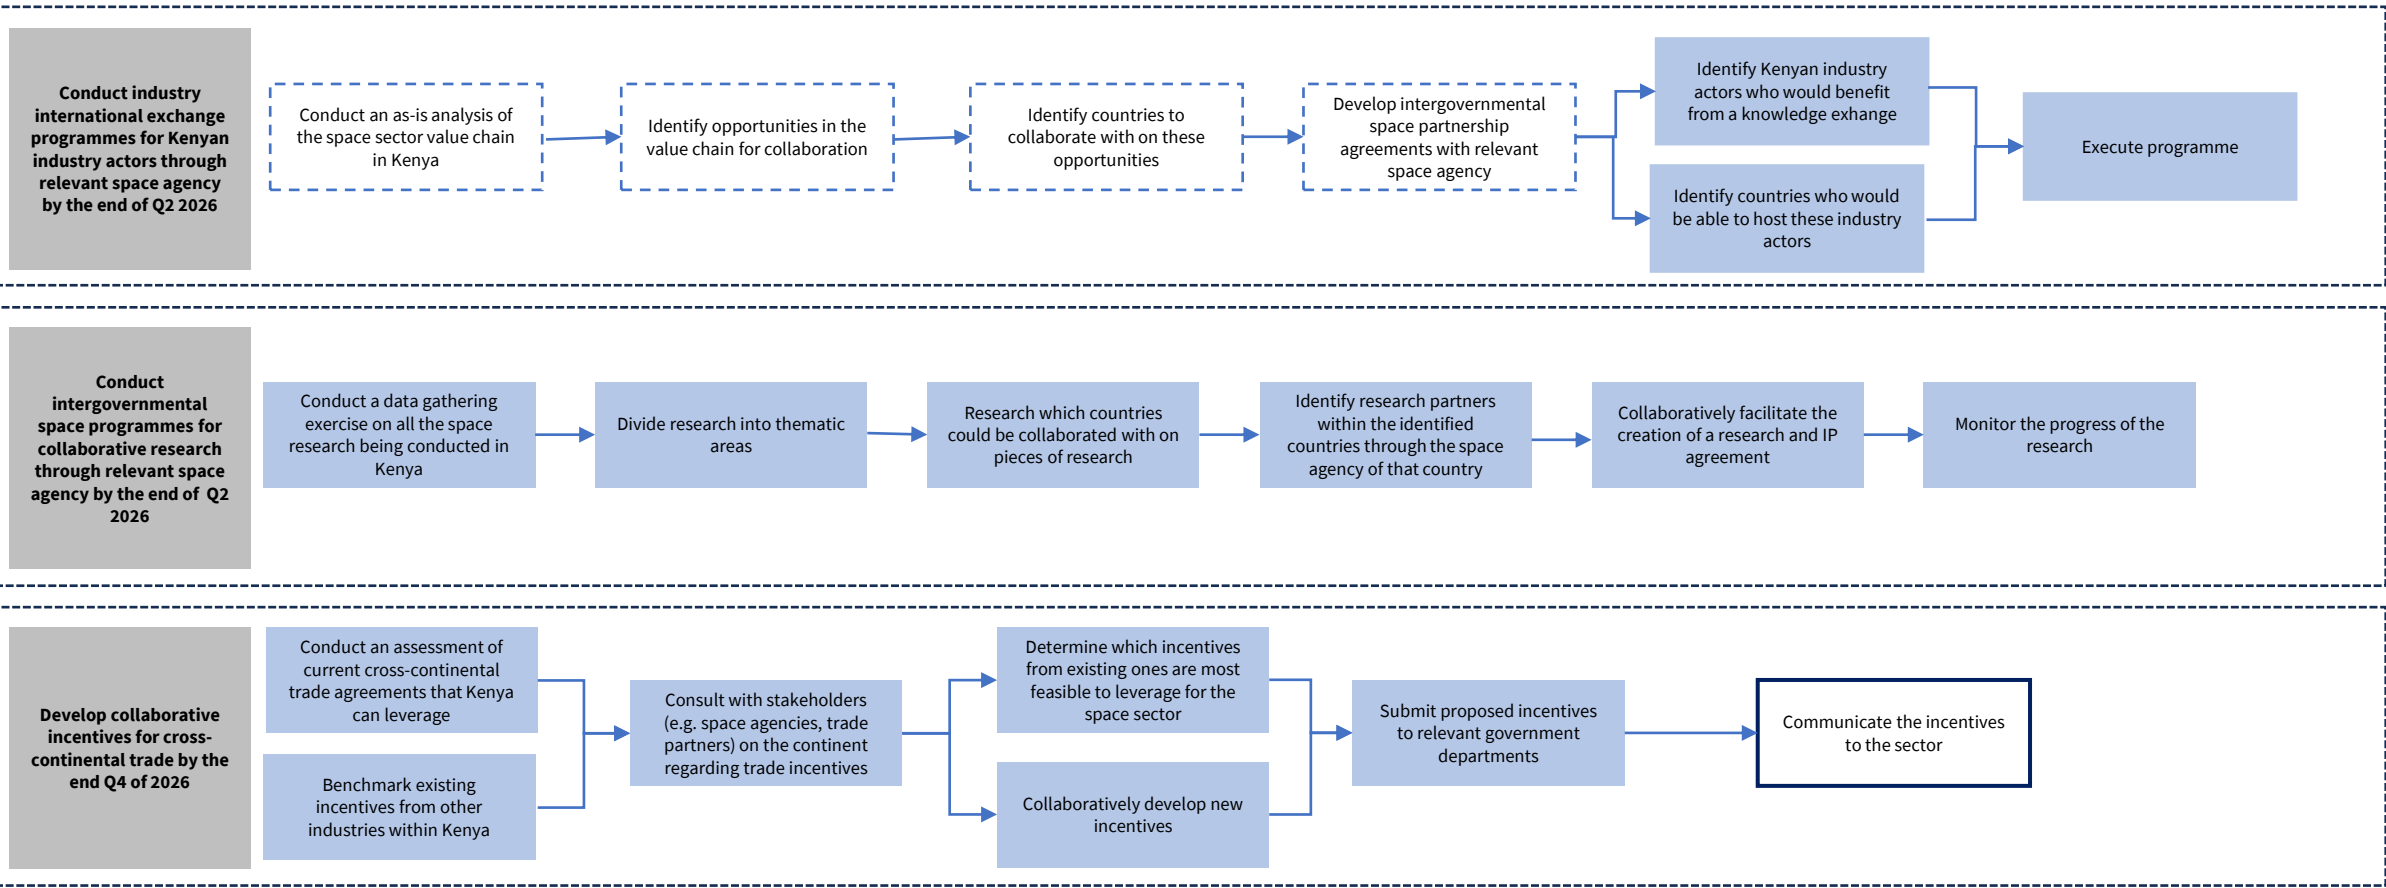 Conduct industry
international exchange
programmes for Kenyan
industry actors through
relevant space agency
by the end of Q2 2026
Conduct an as-is analysis of
the space sector value chain
in Kenya
Identify opportunities in the
value chain for collaboration
Identify countries to
collaborate with on these
opportunities
Develop intergovernmental
space partnership
agreements with relevant
space agency
Identify Kenyan industry
actors who would benefit
from a knowledge exhange
Identify countries who would
be able to host these industry
actors
Execute programme
Conduct
intergovernmental
space programmes for
collaborative research
through relevant space
agency by the end of Q2
2026
Conduct a data gathering
exercise on all the space
research being conducted in
Kenya
Divide research into thematic
areas
Research which countries
could be collaborated with on
pieces of research
Identify research partners
within the identified
countries through the space
agency of that country
Collaboratively facilitate the
creation of a research and IP
agreement
Monitor the progress of the
research
Develop collaborative
incentives for cross-
continental trade by the
end Q4 of 2026
Conduct an assessment of
current cross-continental
trade agreements that Kenya
can leverage
Benchmark existing
incentives from other
industries within Kenya
Consult with stakeholders
(e.g. space agencies, trade
partners) on the continent
regarding trade incentives
Determine which incentives
from existing ones are most
feasible to leverage for the
space sector
Collaboratively develop new
incentives
Submit proposed incentives
to relevant government
departments
Communicate the incentives
to the sector